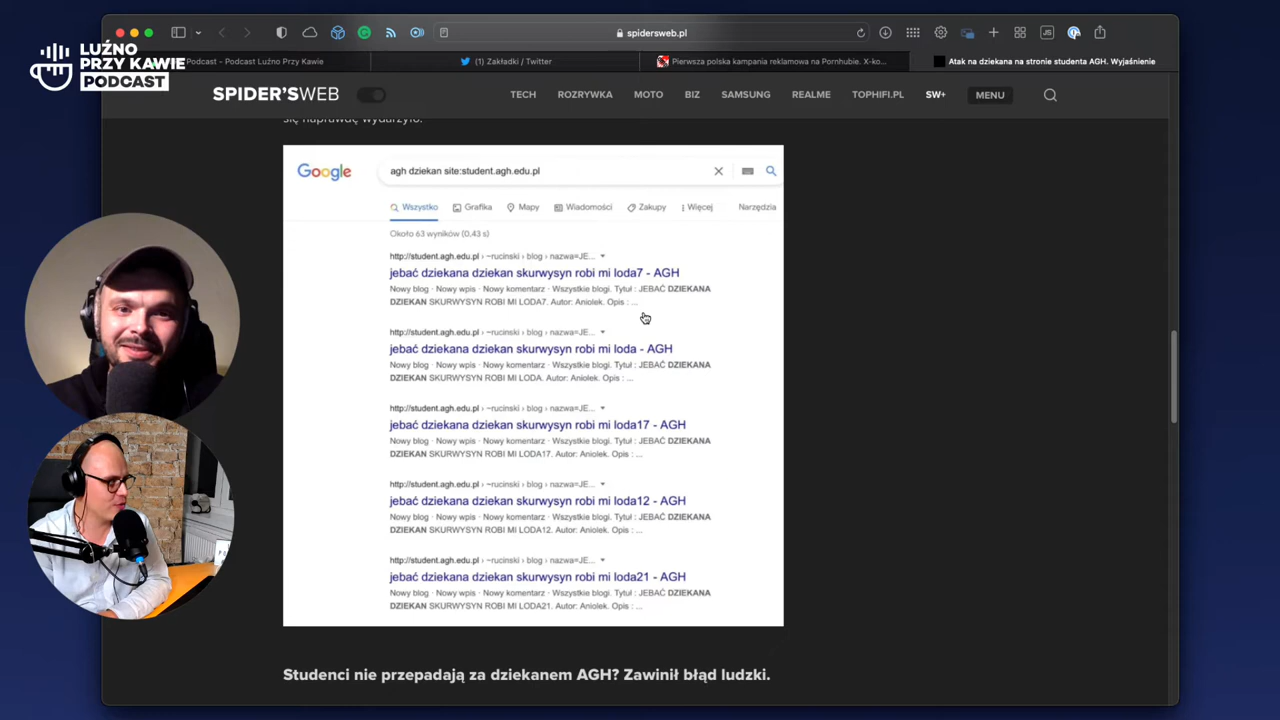 LUŹNO
PRZY KAWIE
PODCAST
spidersweb.pl
Podcast - Podcast Luźno Przy Kawie
(1) Zakładki / Twitter
Pierwsza polska kampania reklamowa na Pornhubie. X-ko...
Atak na dziekana na stronie studenta AGH. Wyjaśnienie
SPIDER'SWEB
TECH ROZRYWKA MOTO BIZ SAMSUNG REALME TOPHIFI.PL SW+ MENU
się naprawdę wydarzyło.
Google
agh dziekan site:student.agh.edu.pl
Wszystko Grafika Mapy Wiadomości Zakupy Więcej Narzędzia
Około 63 wyników (0,43 s)
http://student.agh.edu.pl › ~rucinski › blog › nazwa=JE...
jebać dziekana dziekan skurwysyn robi mi loda7 - AGH
Nowy blog · Nowy wpis · Nowy komentarz · Wszystkie blogi. Tytuł : JEBAĆ DZIEKANA
DZIEKAN SKURWYSYN ROBI MI LODA7. Autor: Aniolek. Opis : ...
http://student.agh.edu.pl › ~rucinski › blog › nazwa=JE...
jebać dziekana dziekan skurwysyn robi mi loda - AGH
Nowy blog · Nowy wpis · Nowy komentarz · Wszystkie blogi. Tytuł : JEBAĆ DZIEKANA
DZIEKAN SKURWYSYN ROBI MI LODA. Autor: Aniolek. Opis : ...
http://student.agh.edu.pl › ~rucinski › blog › nazwa=JE...
jebać dziekana dziekan skurwysyn robi mi loda17 - AGH
Nowy blog · Nowy wpis · Nowy komentarz · Wszystkie blogi. Tytuł : JEBAĆ DZIEKANA
DZIEKAN SKURWYSYN ROBI MI LODA17. Autor: Aniolek. Opis : ...
http://student.agh.edu.pl › ~rucinski › blog › nazwa=JE...
jebać dziekana dziekan skurwysyn robi mi loda12 - AGH
Nowy blog · Nowy wpis · Nowy komentarz · Wszystkie blogi. Tytuł : JEBAĆ DZIEKANA
DZIEKAN SKURWYSYN ROBI MI LODA12. Autor: Aniolek. Opis : ...
http://student.agh.edu.pl › ~rucinski › blog › nazwa=JE...
jebać dziekana dziekan skurwysyn robi mi loda21 - AGH
Nowy blog · Nowy wpis · Nowy komentarz · Wszystkie blogi. Tytuł : JEBAĆ DZIEKANA
DZIEKAN SKURWYSYN ROBI MI LODA21. Autor: Aniolek. Opis : ...
Studenci nie przepadają za dziekanem AGH? Zawinił błąd ludzki.